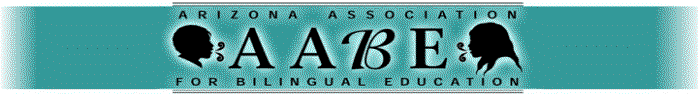 ARIZONA ASSOCIATION
AABE
FOR BILINGUAL EDUCATION